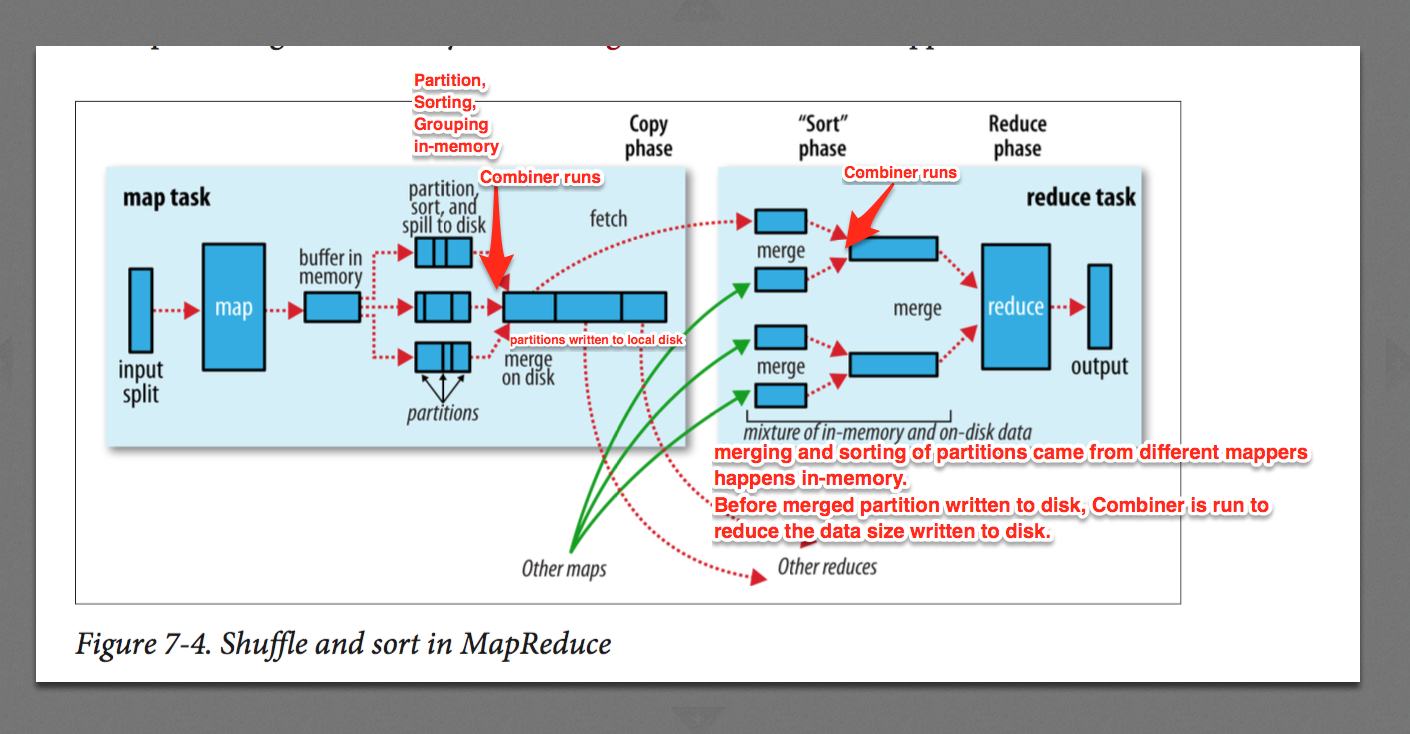 Partition,
Sorting,
Grouping
in-memory
Copy
phase
“Sort”
phase
Reduce
phase
map task
partition,
sort, and
spill to disk
Combiner runs
fetch
Combiner runs
reduce task
buffer in
memory
map
merge
merge
reduce
input
split
partitions written to local disk
merge
on disk
merge
output
partitions
mixture of in-memory and on-disk data
merging and sorting of partitions came from different mappers
happens in-memory.
Before merged partition written to disk, Combiner is run to
reduce the data size written to disk.
Other maps
Other reduces
Figure 7-4. Shuffle and sort in MapReduce